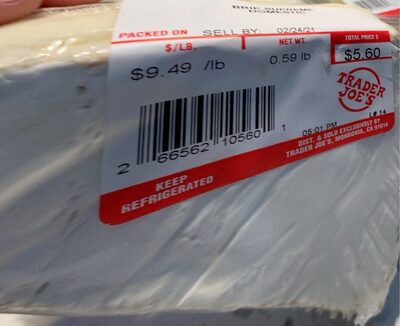 BRIE SUPREME
DOMESTIC
PACKED ON SELL BY: 02/24/21
$/LB. NET WT. TOTAL PRICE $
$9.49 /lb 0.59 lb $5.60
TRADER JOE'S
2 66562 10560 1
05:01 PM L# 14
DIST. & SOLD EXCLUSIVELY BY
TRADER JOE'S, MONROVIA, CA 91016
KEEP
REFRIGERATED